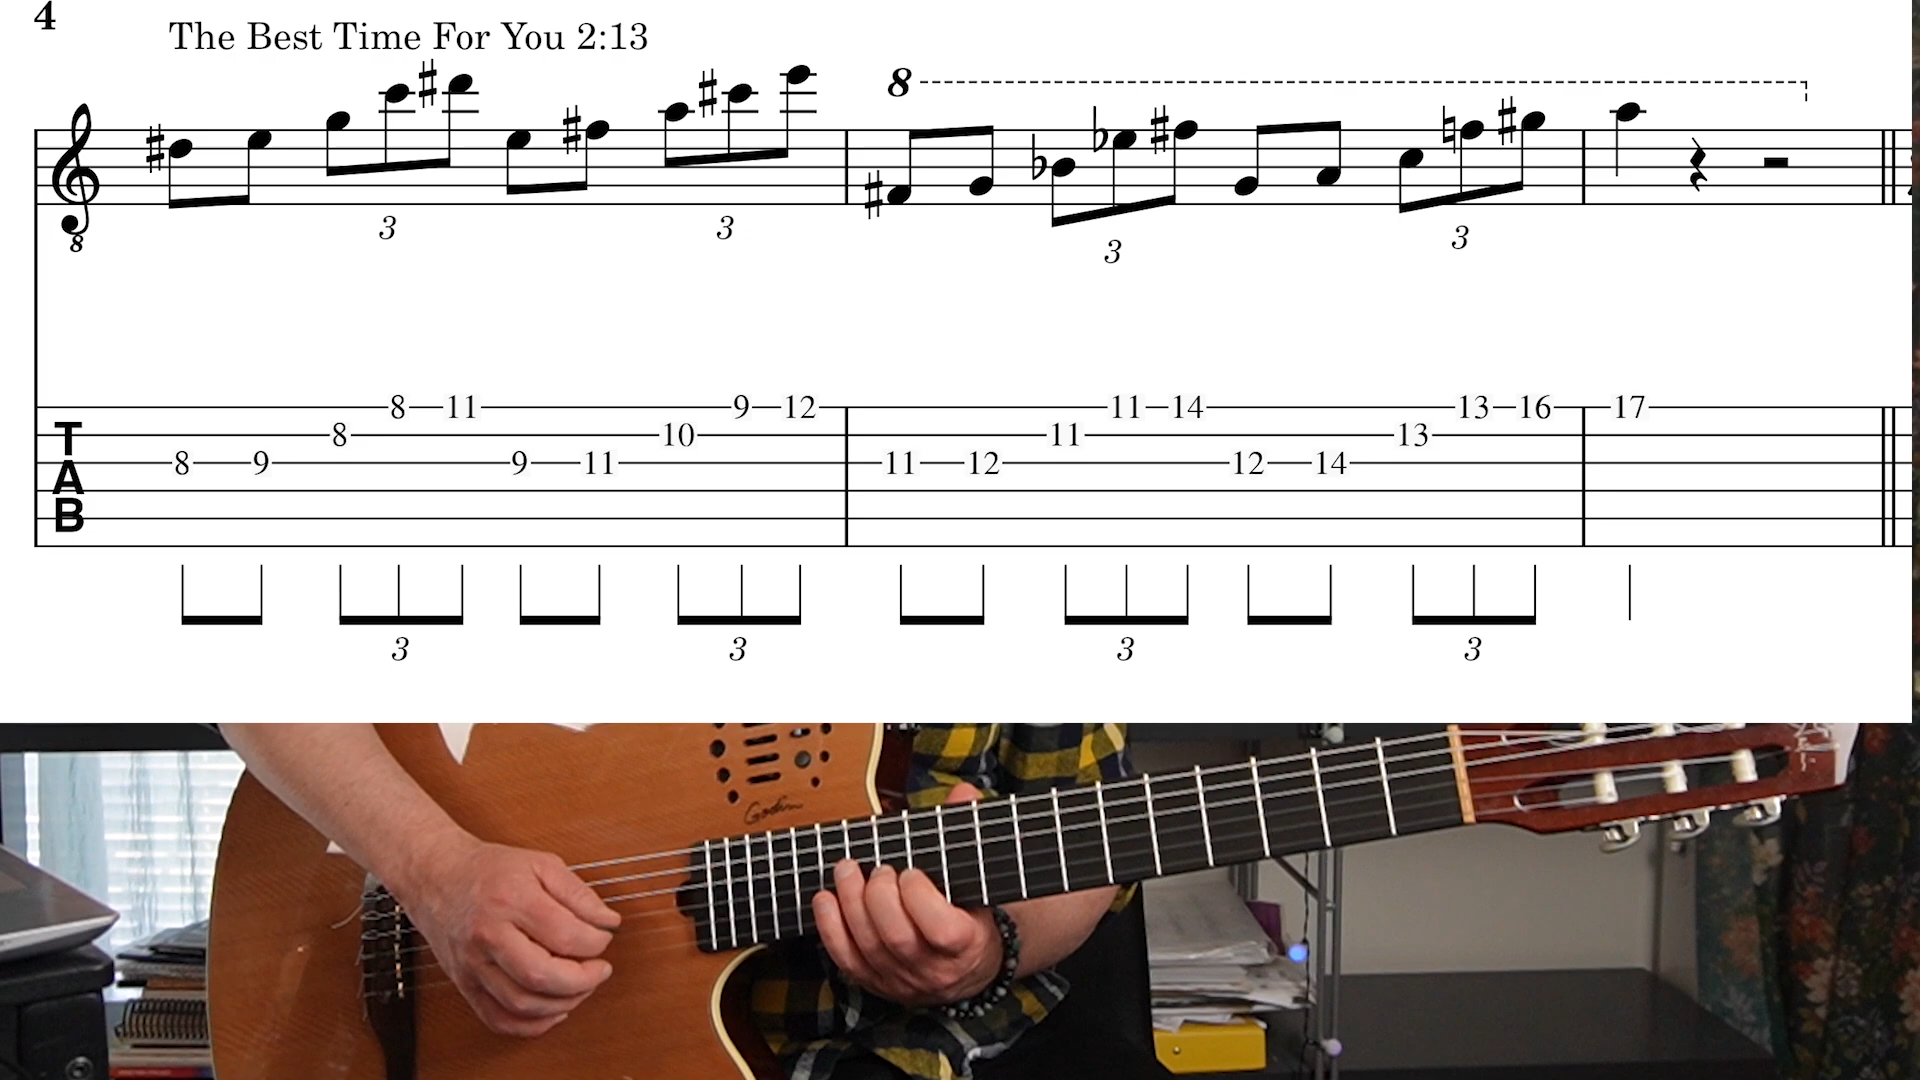 4
The Best Time For You 2:13
8
3 3 3 3
8
8 11 9 12 11 14 13 16 17
T 8 10 11 13
A 8 9 9 11 11 12 12 14
B
3 3 3 3
Godin